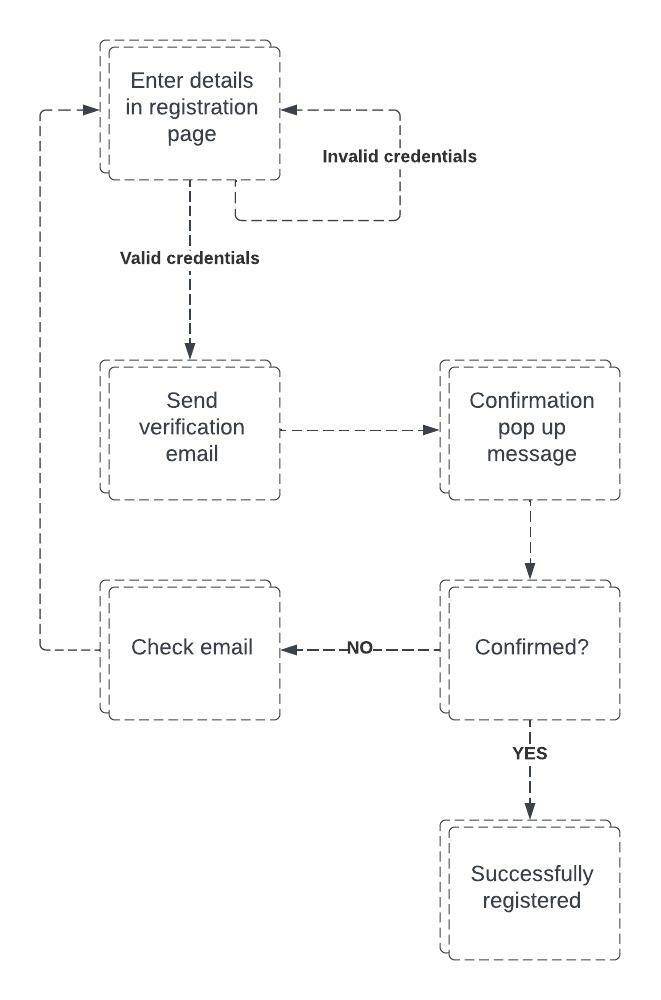 Enter details
in registration
page
Invalid credentials
Valid credentials
Send
verification
email
Confirmation
pop up
message
Check email
NO
Confirmed?
YES
Successfully
registered